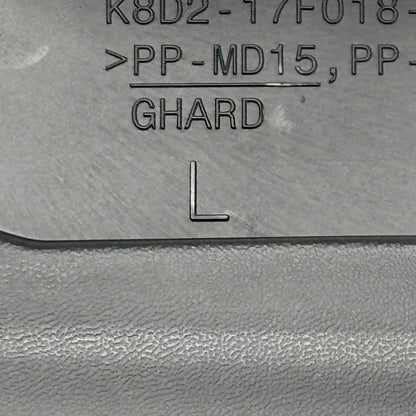 K8D2-17F018-
>PP-MD15,PP-
GHARD
L